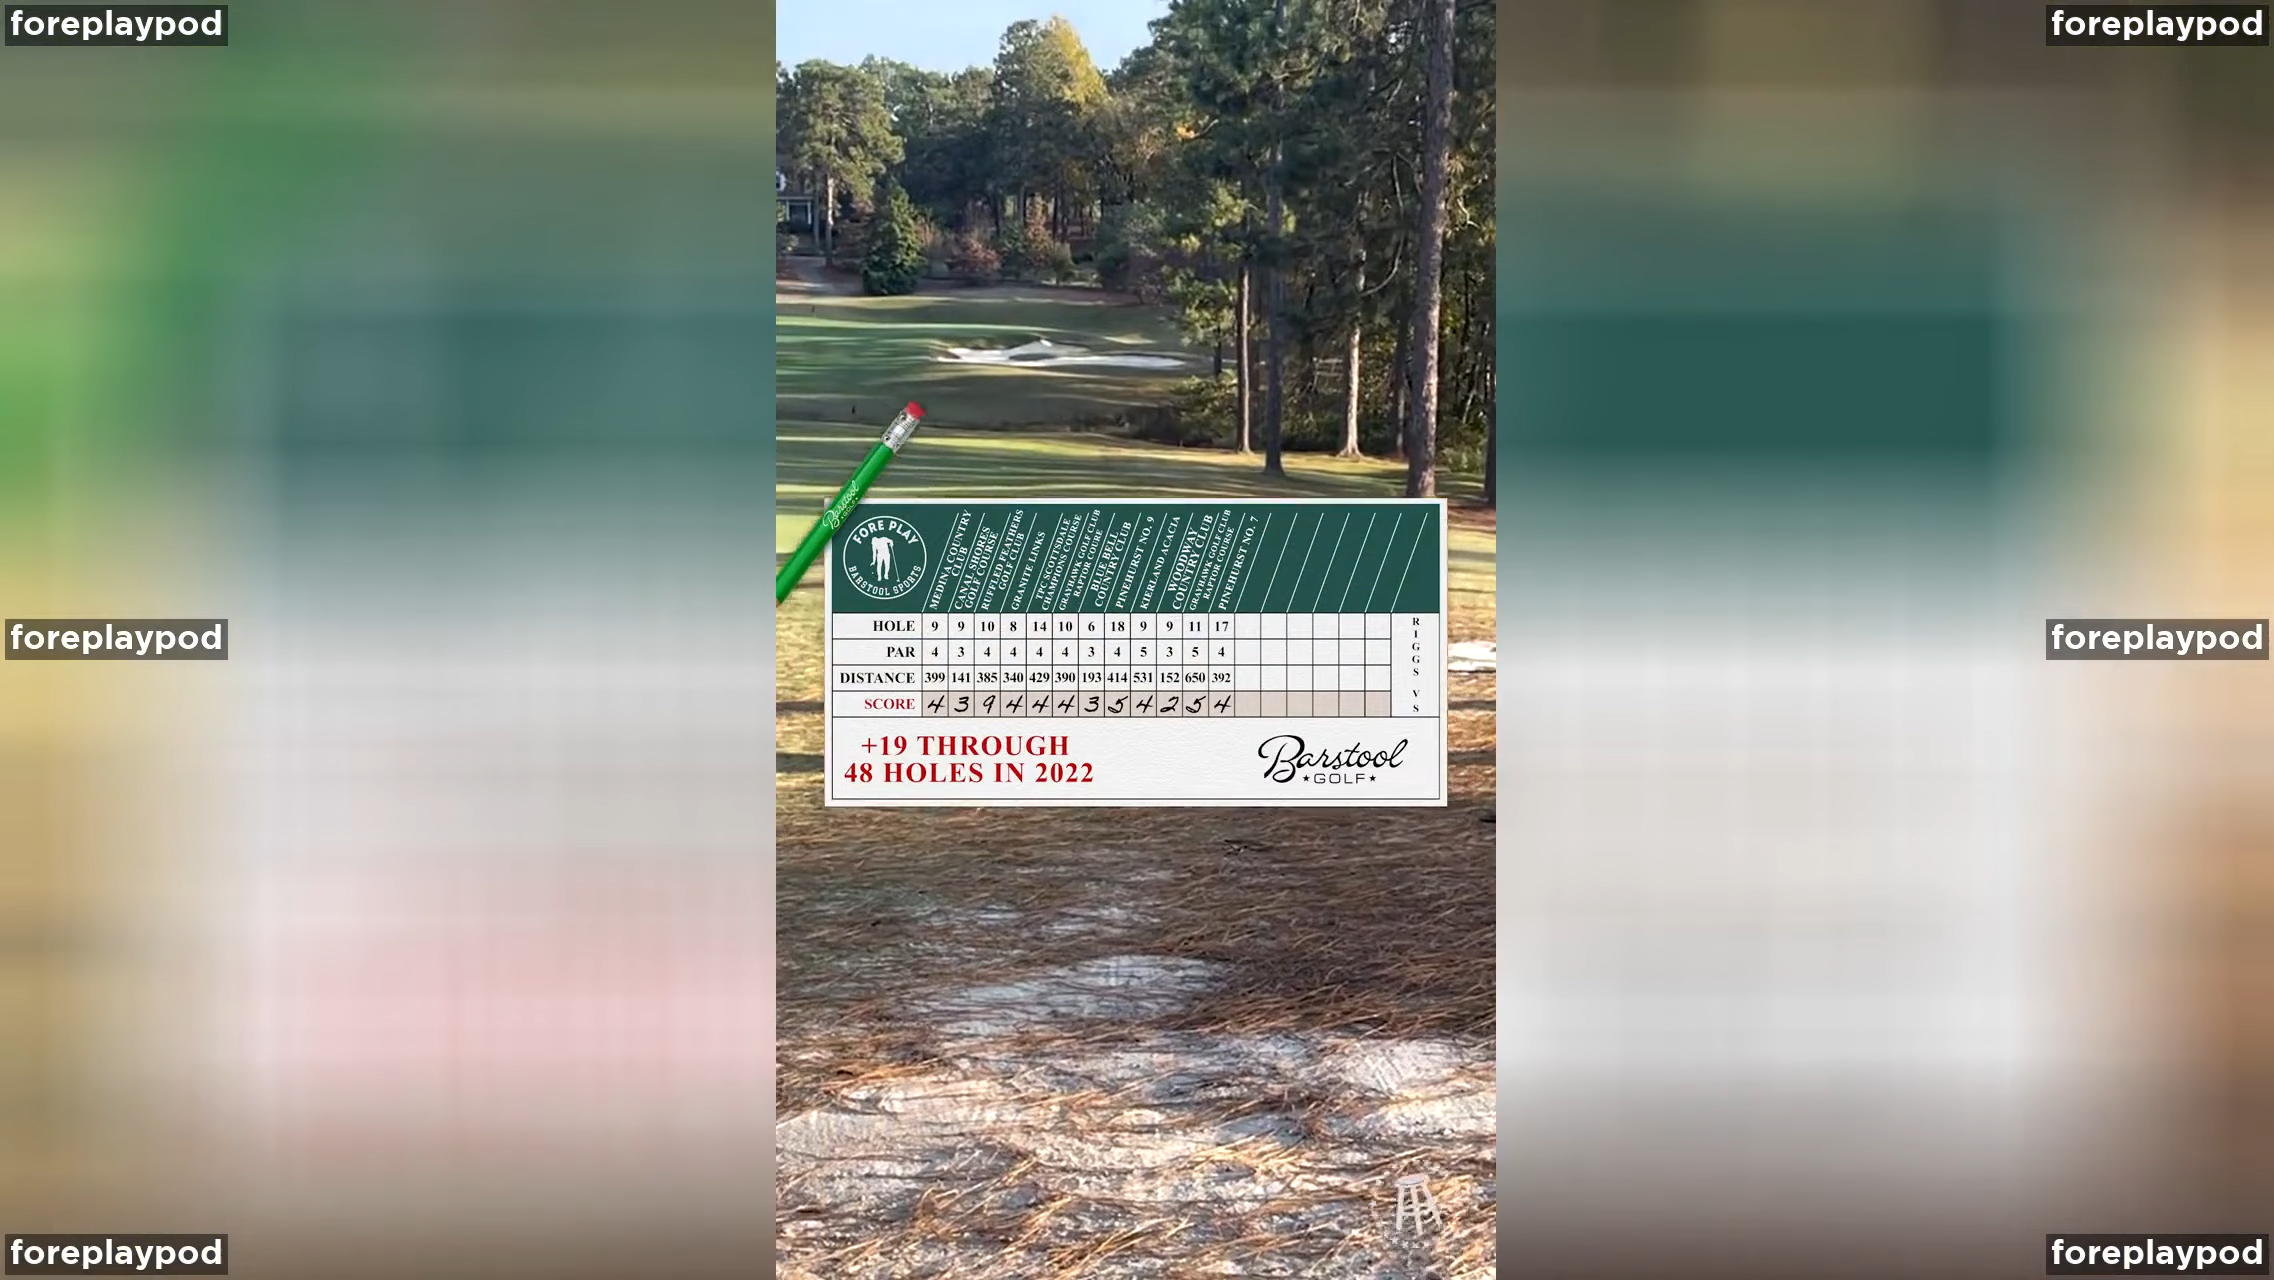 foreplaypod
foreplaypod
Barstool
FORE PLAY
BARSTOOL SPORTS
MEDINA COUNTRY
CLUB
CANAL SHORES
GOLF COURSE
RUFFLED FEATHERS
GOLF CLUB
GRANITE LINKS
TPC SCOTTSDALE
CHAMPIONS COURSE
GRAYHAWK GOLF CLUB
RAPTOR COURE
BLUE BELL
COUNTRY CLUB
PINEHURST NO. 9
KIERLAND ACACIA
WOODWAY
COUNTRY CLUB
GRAYHAWK GOLF CLUB
RAPTOR COURSE
PINEHURST NO. 7
HOLE 9 9 10 8 14 10 6 18 9 9 11 17
PAR 4 3 4 4 4 4 3 4 5 3 5 4
DISTANCE 399 141 385 340 429 390 193 414 531 152 650 392
SCORE 4 3 9 4 4 4 3 5 4 2 5 4
RIGGS VS
foreplaypod
foreplaypod
+19 THROUGH
48 HOLES IN 2022
Barstool
GOLF
foreplaypod
foreplaypod